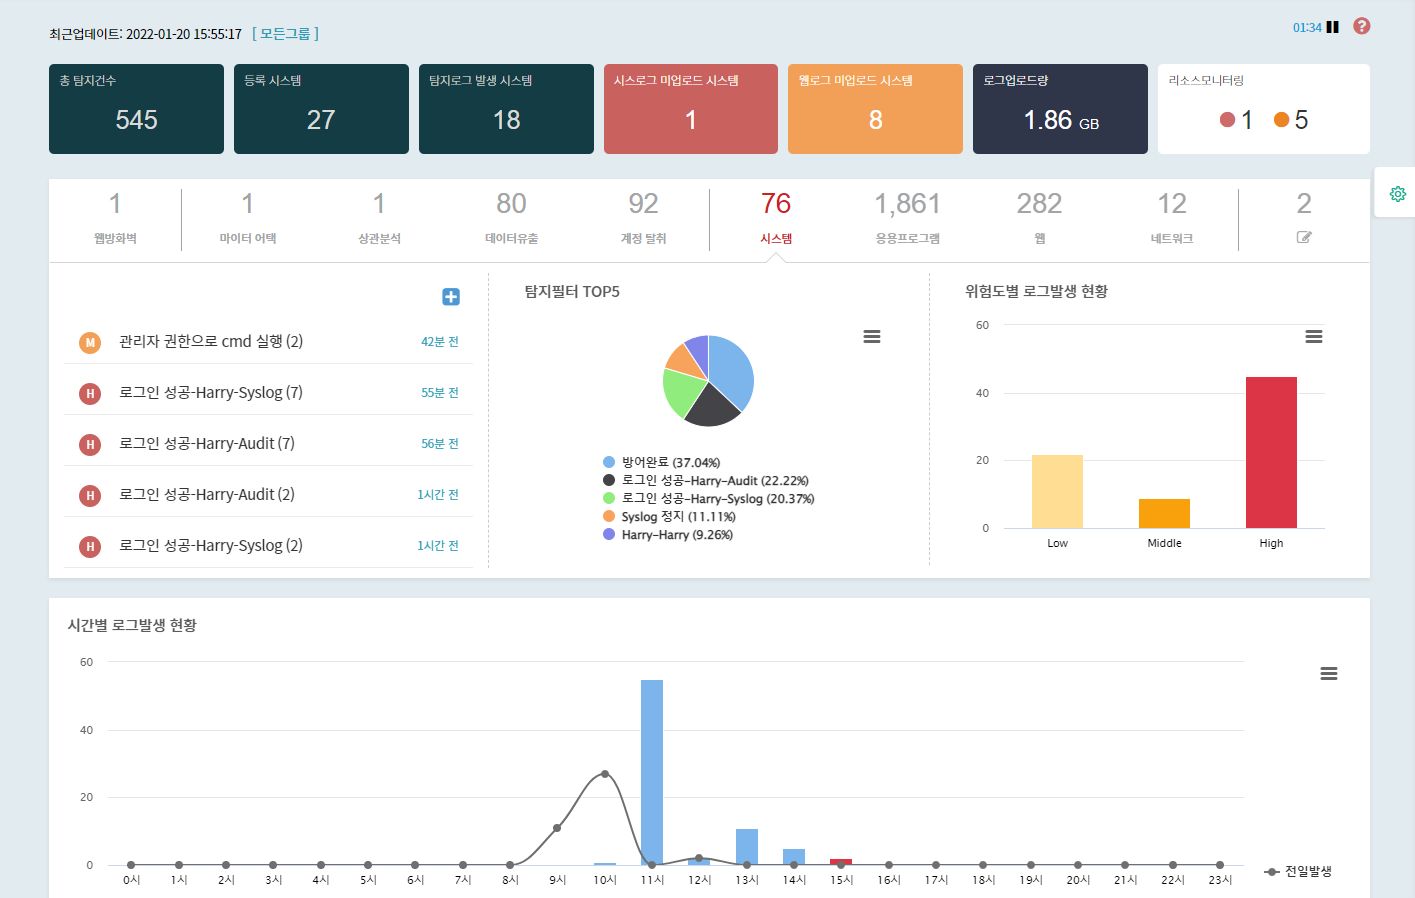 최근업데이트: 2022-01-20 15:55:17 [ 모든그룹 ]
01:34
총 탐지건수
545
등록 시스템
27
탐지로그 발생 시스템
18
시스로그 미업로드 시스템
1
웹로그 미업로드 시스템
8
로그업로드량
1.86 GB
리소스모니터링
1 5
1
웹방화벽
1
마이터 어택
1
상관분석
80
데이터유출
92
계정 탈취
76
시스템
1,861
응용프로그램
282
웹
12
네트워크
2
M 관리자 권한으로 cmd 실행 (2) 42분 전
H 로그인 성공-Harry-Syslog (7) 55분 전
H 로그인 성공-Harry-Audit (7) 56분 전
H 로그인 성공-Harry-Audit (2) 1시간 전
H 로그인 성공-Harry-Syslog (2) 1시간 전
탐지필터 TOP5
방어완료 (37.04%)
로그인 성공-Harry-Audit (22.22%)
로그인 성공-Harry-Syslog (20.37%)
Syslog 정지 (11.11%)
Harry-Harry (9.26%)
위험도별 로그발생 현황
60
40
20
0
Low Middle High
시간별 로그발생 현황
60
40
20
0
0시 1시 2시 3시 4시 5시 6시 7시 8시 9시 10시 11시 12시 13시 14시 15시 16시 17시 18시 19시 20시 21시 22시 23시
전일발생